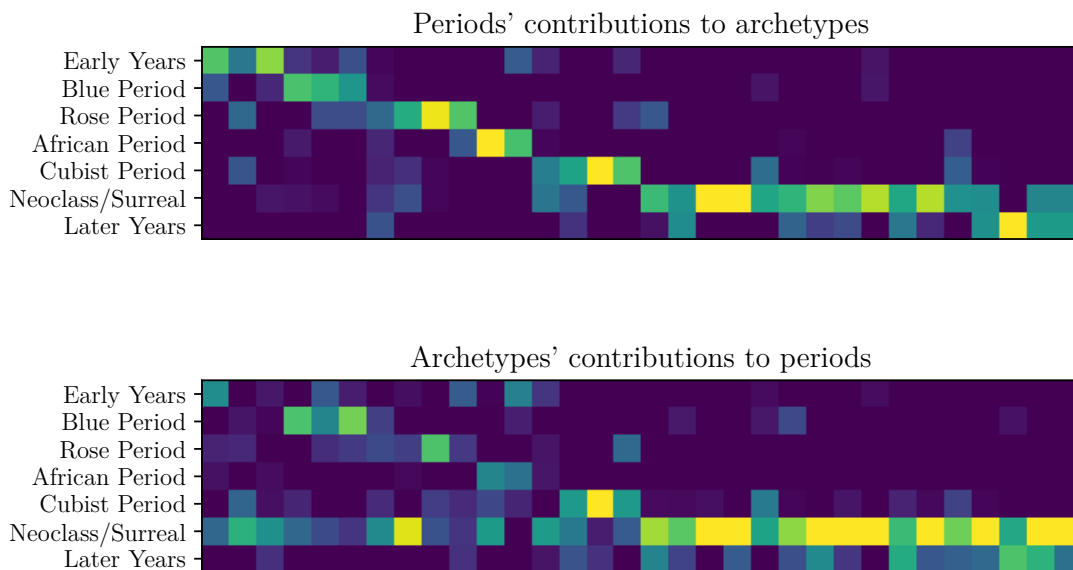 Periods’ contributions to archetypes
Early Years
Blue Period
Rose Period
African Period
Cubist Period
Neoclass/Surreal
Later Years
Archetypes’ contributions to periods
Early Years
Blue Period
Rose Period
African Period
Cubist Period
Neoclass/Surreal
Later Years